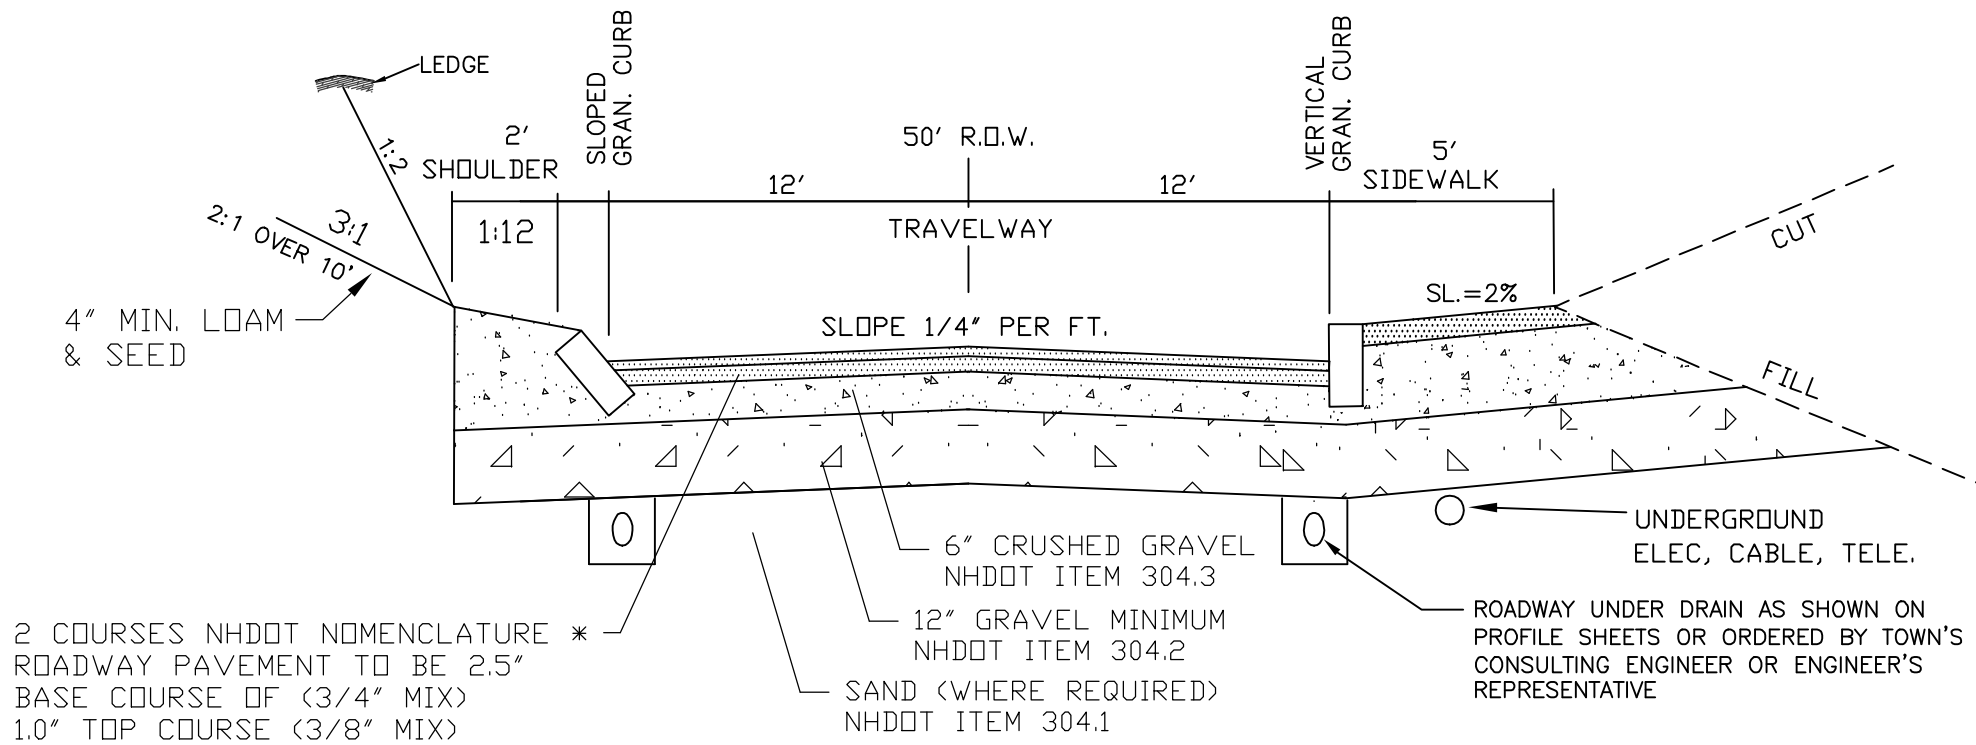 LEDGE
1:2
2'
SHOULDER
SLOPED
GRAN. CURB
50' R.O.W.
12'
12'
TRAVELWAY
VERTICAL
GRAN. CURB
5'
SIDEWALK
3:1
2:1 OVER 10'
1:12
CUT
SL.=2%
SLOPE 1/4" PER FT.
4" MIN. LOAM
& SEED
FILL
UNDERGROUND
ELEC, CABLE, TELE.
6" CRUSHED GRAVEL
NHDOT ITEM 304.3
12" GRAVEL MINIMUM
NHDOT ITEM 304.2
SAND (WHERE REQUIRED)
NHDOT ITEM 304.1
2 COURSES NHDOT NOMENCLATURE *
ROADWAY PAVEMENT TO BE 2.5"
BASE COURSE OF (3/4" MIX)
1.0" TOP COURSE (3/8" MIX)
ROADWAY UNDER DRAIN AS SHOWN ON
PROFILE SHEETS OR ORDERED BY TOWN'S
CONSULTING ENGINEER OR ENGINEER'S
REPRESENTATIVE